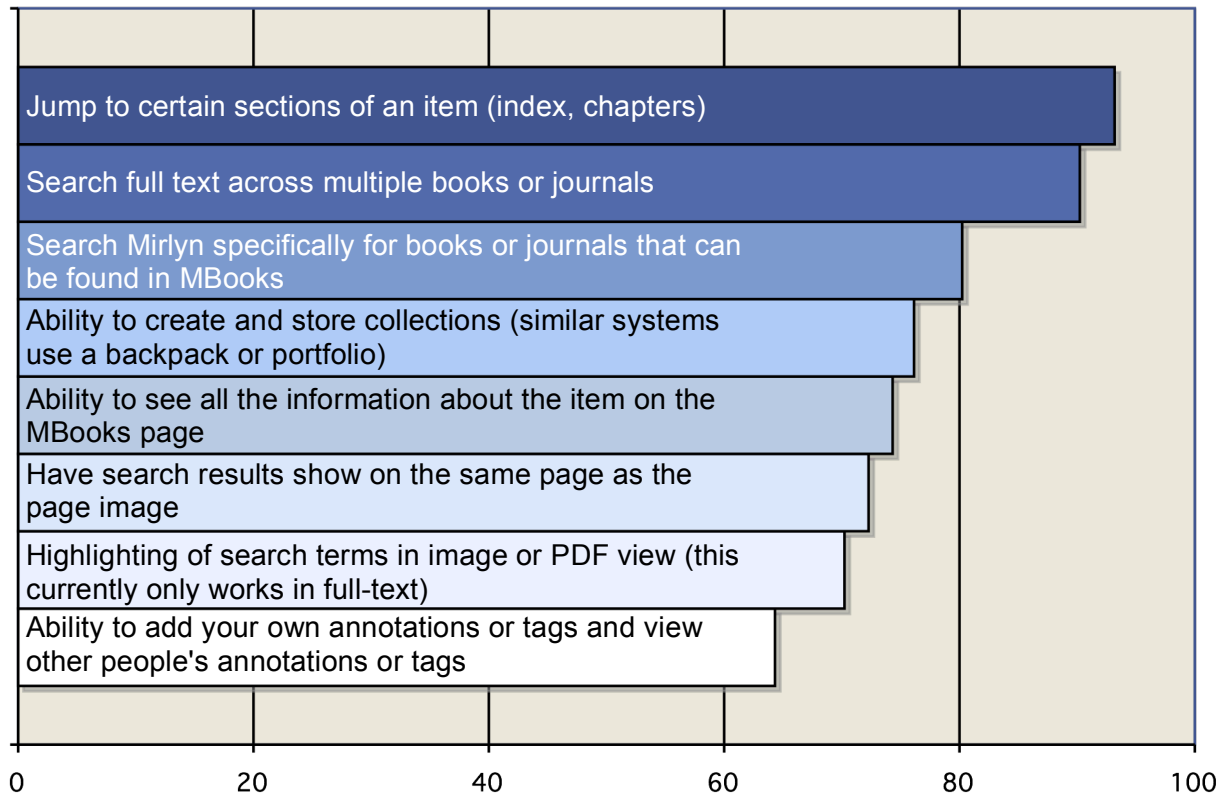 Jump to certain sections of an item (index, chapters)
Search full text across multiple books or journals
Search Mirlyn specifically for books or journals that can
be found in MBooks
Ability to create and store collections (similar systems
use a backpack or portfolio)
Ability to see all the information about the item on the
MBooks page
Have search results show on the same page as the
page image
Highlighting of search terms in image or PDF view (this
currently only works in full-text)
Ability to add your own annotations or tags and view
other people's annotations or tags
0 20 40 60 80 100